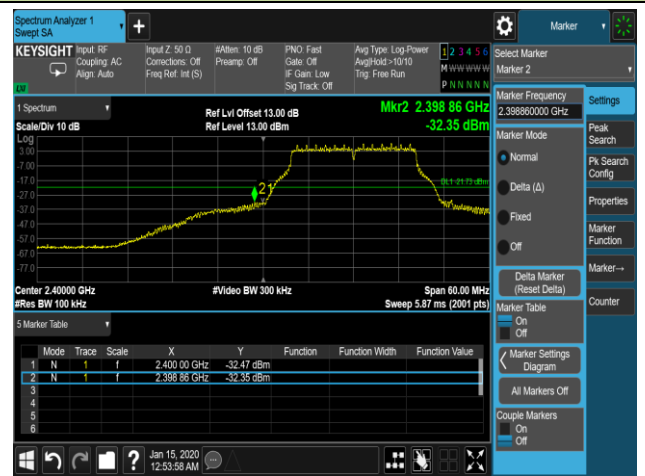 Spectrum Analyzer 1
Swept SA
Marker
KEYSIGHT
Input: RF
Coupling: AC
Align: Auto
Input Z: 50 Ω
Corrections: Off
Freq Ref: Int (S)
#Atten: 10 dB
Preamp: Off
PNO: Fast
Gate: Off
IF Gain: Low
Sig Track: Off
Avg Type: Log-Power
Avg|Hold:>10/10
Trig: Free Run
1 2 3 4 5 6
M W W W W W
P N N N N N
LXI
1 Spectrum
Scale/Div 10 dB
Ref Lvl Offset 13.00 dB
Ref Level 13.00 dBm
Mkr2 2.398 86 GHz
-32.35 dBm
Log
3.00
-7.00
-17.0
-27.0
-37.0
-47.0
-57.0
-67.0
-77.0
2
1
DL1 -21.73 dBm
Center 2.40000 GHz
#Res BW 100 kHz
#Video BW 300 kHz
Span 60.00 MHz
Sweep 5.87 ms (2001 pts)
5 Marker Table
Mode Trace Scale X Y Function Function Width Function Value
1 N 1 f 2.400 00 GHz -32.47 dBm
2 N 1 f 2.398 86 GHz -32.35 dBm
3
4
5
6
?
Jan 15, 2020
12:53:58 AM
Select Marker
Marker 2
Marker Frequency
2.398860000 GHz
Marker Mode
Normal
Delta (Δ)
Fixed
Off
Delta Marker
(Reset Delta)
Marker Table
On
Off
Marker Settings
Diagram
All Markers Off
Couple Markers
On
Off
Settings
Peak
Search
Pk Search
Config
Properties
Marker
Function
Marker→
Counter